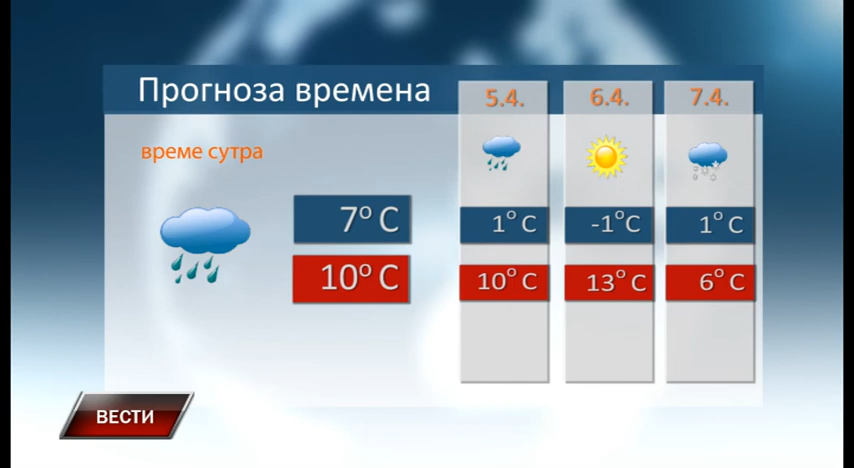 Прогноза времена
време сутра
7° C
10° C
5.4.
1° C
10° C
6.4.
-1°C
13° C
7.4.
1° C
6° C
ВЕСТИ